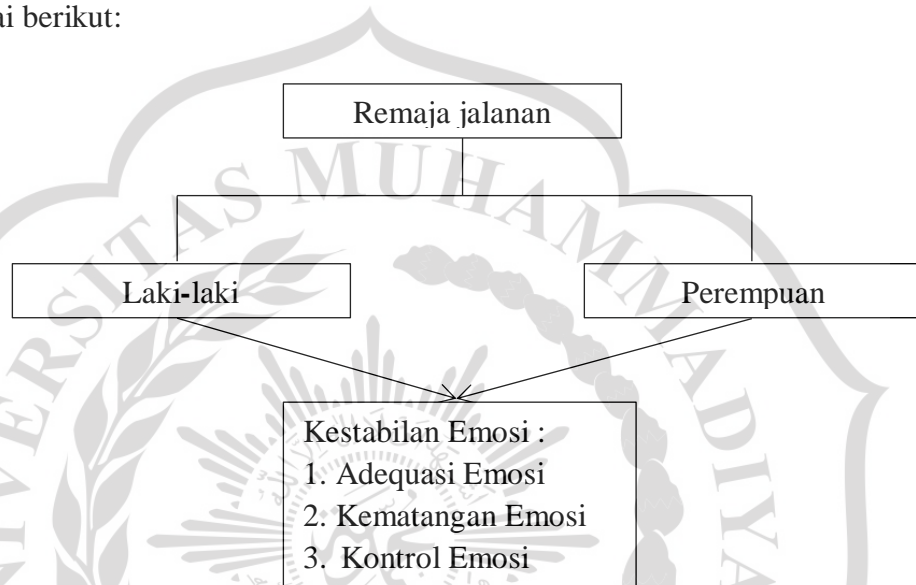 ai berikut:
Remaja jalanan
Laki-laki
Perempuan
Kestabilan Emosi :
1. Adequasi Emosi
2. Kematangan Emosi
3. Kontrol Emosi